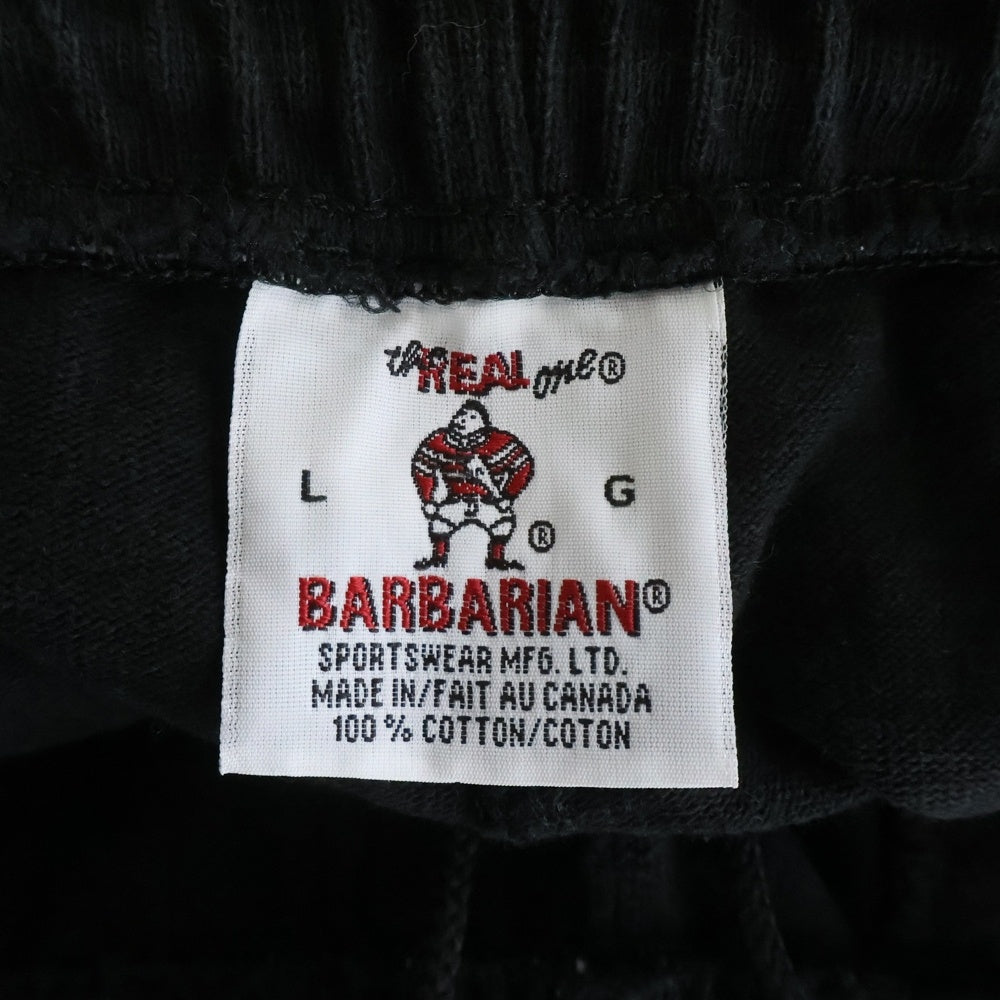 the REAL one®
L G
®
BARBARIAN®
SPORTSWEAR MFG. LTD.
MADE IN/FAIT AU CANADA
100 % COTTON/COTON